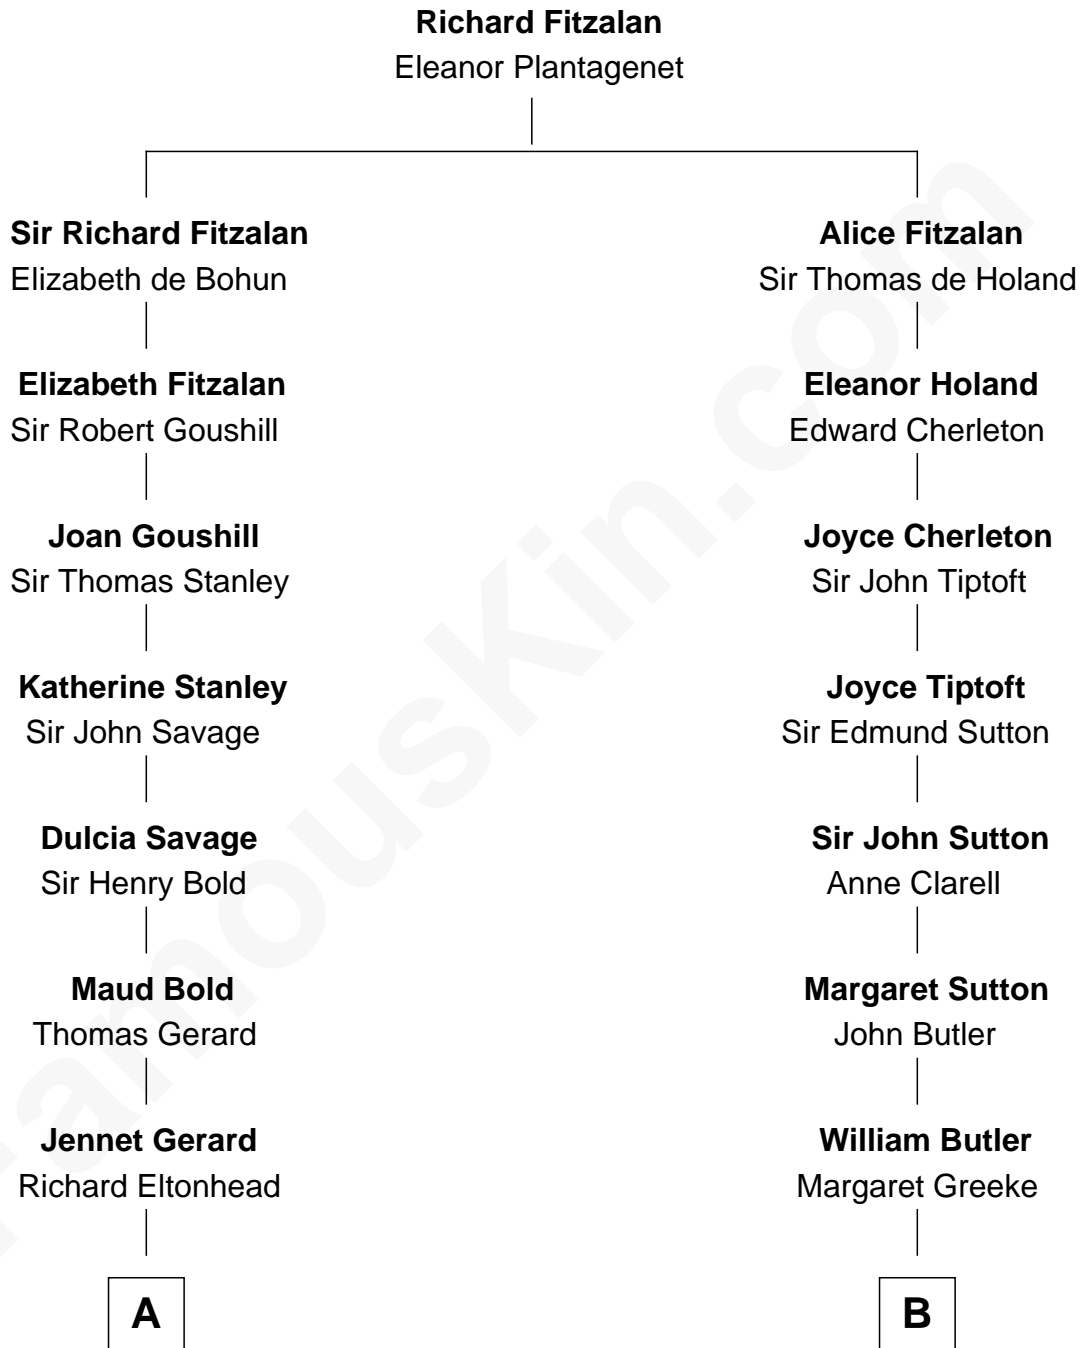 Richard Fitzalan
Eleanor Plantagenet
Sir Richard Fitzalan
Elizabeth de Bohun
Elizabeth Fitzalan
Sir Robert Goushill
Joan Goushill
Sir Thomas Stanley
Katherine Stanley
Sir John Savage
Dulcia Savage
Sir Henry Bold
Maud Bold
Thomas Gerard
Jennet Gerard
Richard Eltonhead
A
Alice Fitzalan
Sir Thomas de Holand
Eleanor Holand
Edward Cherleton
Joyce Cherleton
Sir John Tiptoft
Joyce Tiptoft
Sir Edmund Sutton
Sir John Sutton
Anne Clarell
Margaret Sutton
John Butler
William Butler
Margaret Greeke
B
FamousKin.com